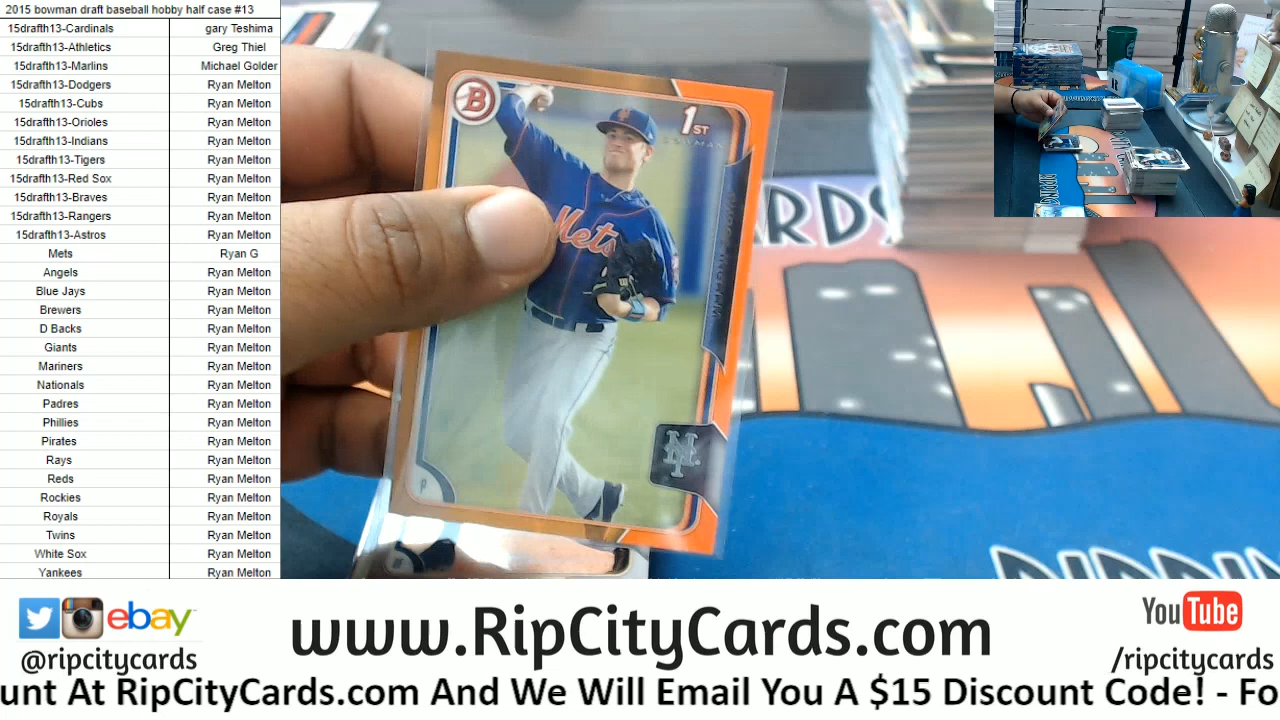 2015 bowman draft baseball hobby half case #13
15drafth13-Cardinals gary Teshima
15drafth13-Athletics Greg Thiel
15drafth13-Marlins Michael Golder
15drafth13-Dodgers Ryan Melton
15drafth13-Cubs Ryan Melton
15drafth13-Orioles Ryan Melton
15drafth13-Indians Ryan Melton
15drafth13-Tigers Ryan Melton
15drafth13-Red Sox Ryan Melton
15drafth13-Braves Ryan Melton
15drafth13-Rangers Ryan Melton
15drafth13-Astros Ryan Melton
Mets Ryan G
Angels Ryan Melton
Blue Jays Ryan Melton
Brewers Ryan Melton
D Backs Ryan Melton
Giants Ryan Melton
Mariners Ryan Melton
Nationals Ryan Melton
Padres Ryan Melton
Phillies Ryan Melton
Pirates Ryan Melton
Rays Ryan Melton
Reds Ryan Melton
Rockies Ryan Melton
Royals Ryan Melton
Twins Ryan Melton
White Sox Ryan Melton
Yankees Ryan Melton
B
1ST
BOWMAN
Mets
NY
P
ARDS
ebay
@ripcitycards
www.RipCityCards.com
YouTube
/ripcitycards
unt At RipCityCards.com And We Will Email You A $15 Discount Code! - Fo